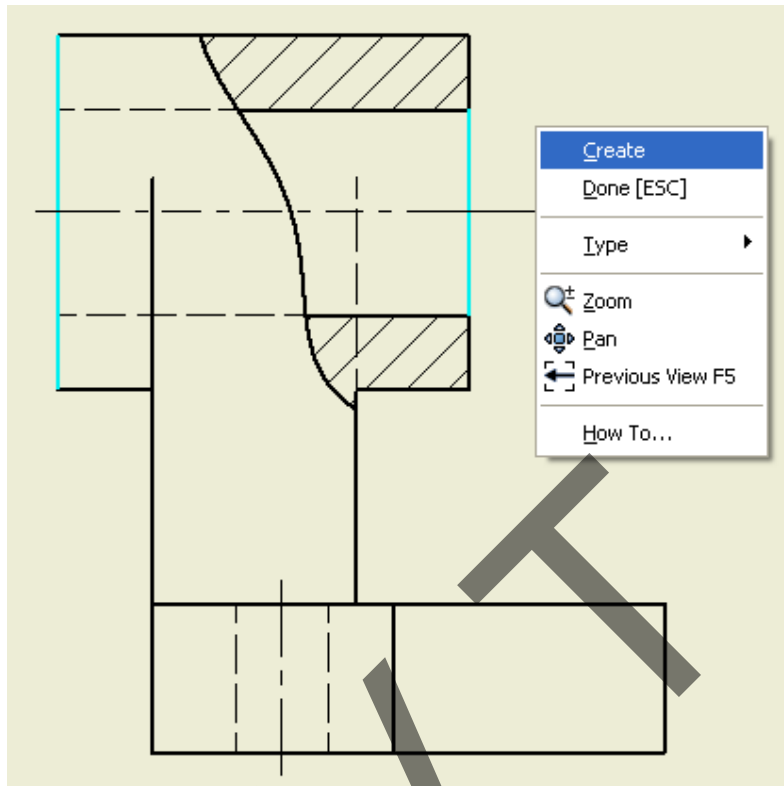 Create
Done [ESC]
Type
Zoom
Pan
Previous View F5
How To...
T